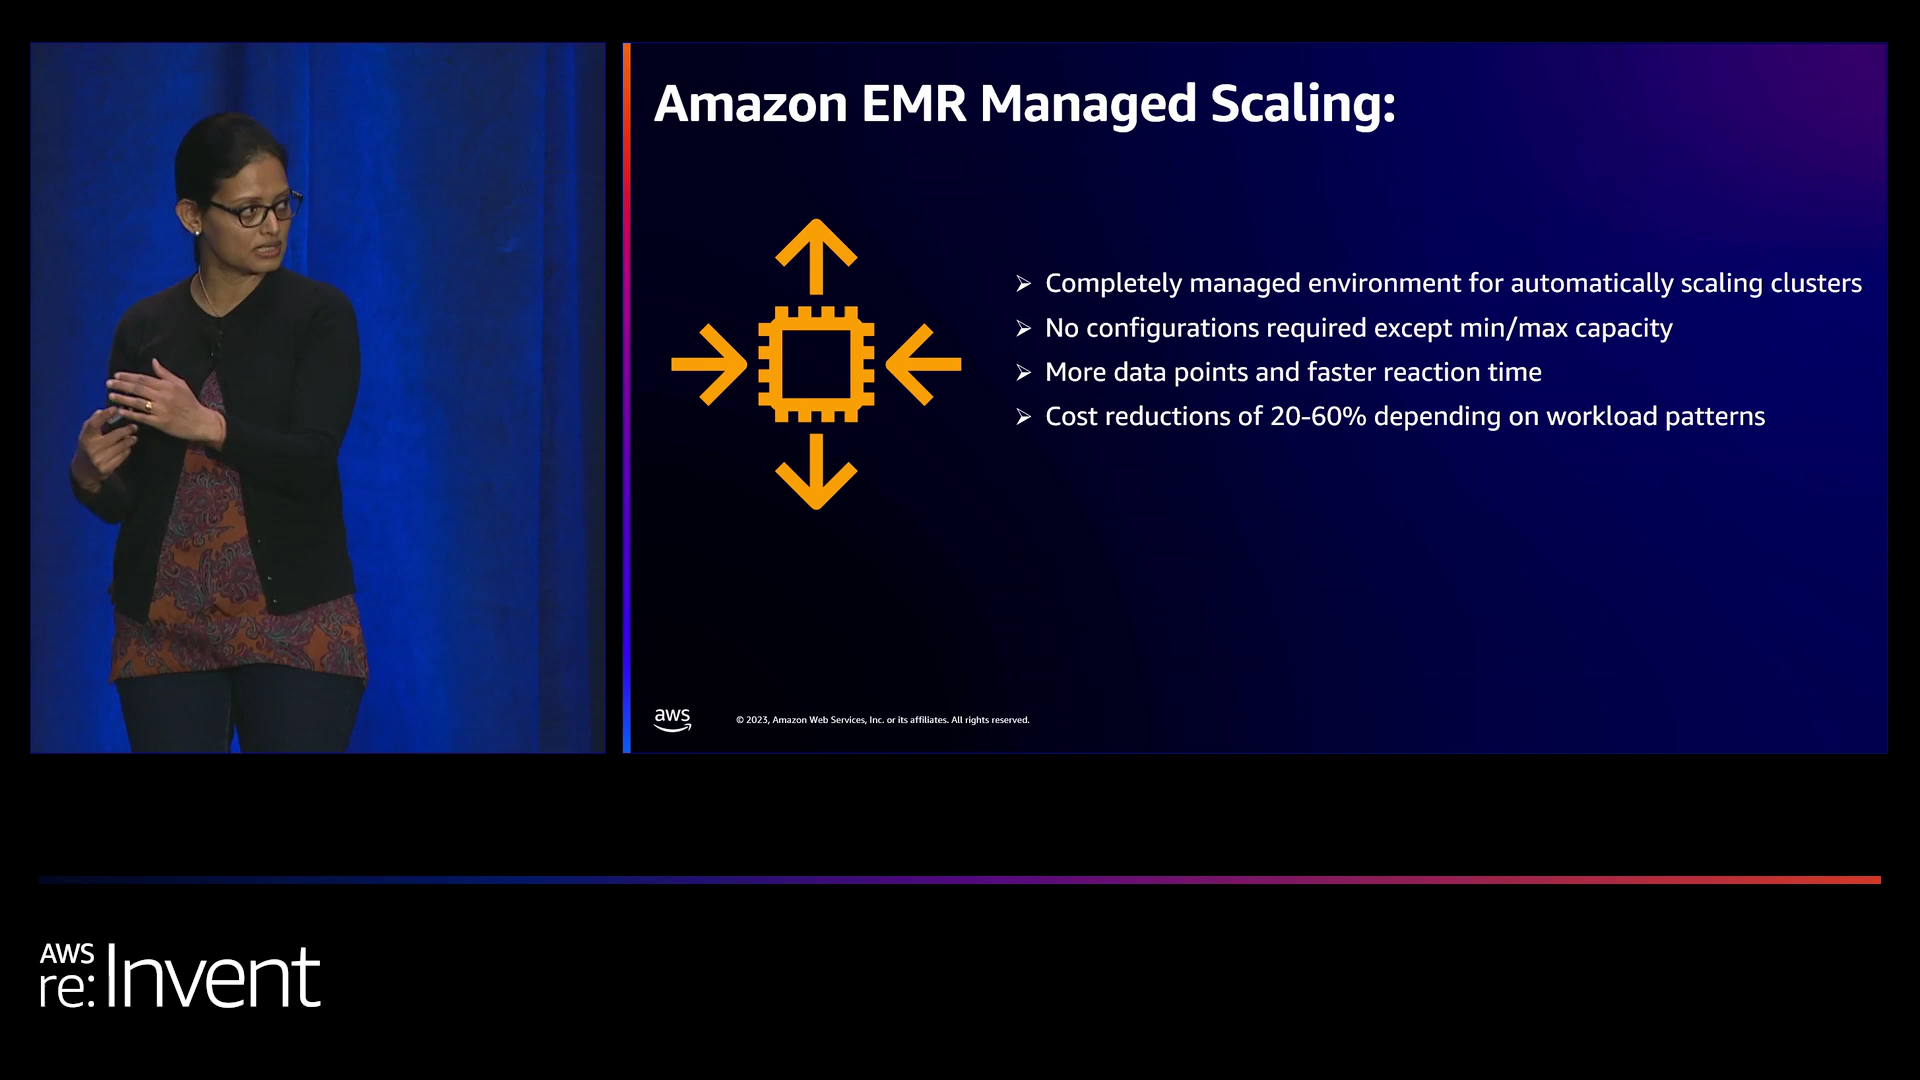 Amazon EMR Managed Scaling:
➢ Completely managed environment for automatically scaling clusters
➢ No configurations required except min/max capacity
➢ More data points and faster reaction time
➢ Cost reductions of 20-60% depending on workload patterns
aws
© 2023, Amazon Web Services, Inc. or its affiliates. All rights reserved.
AWS
re:Invent